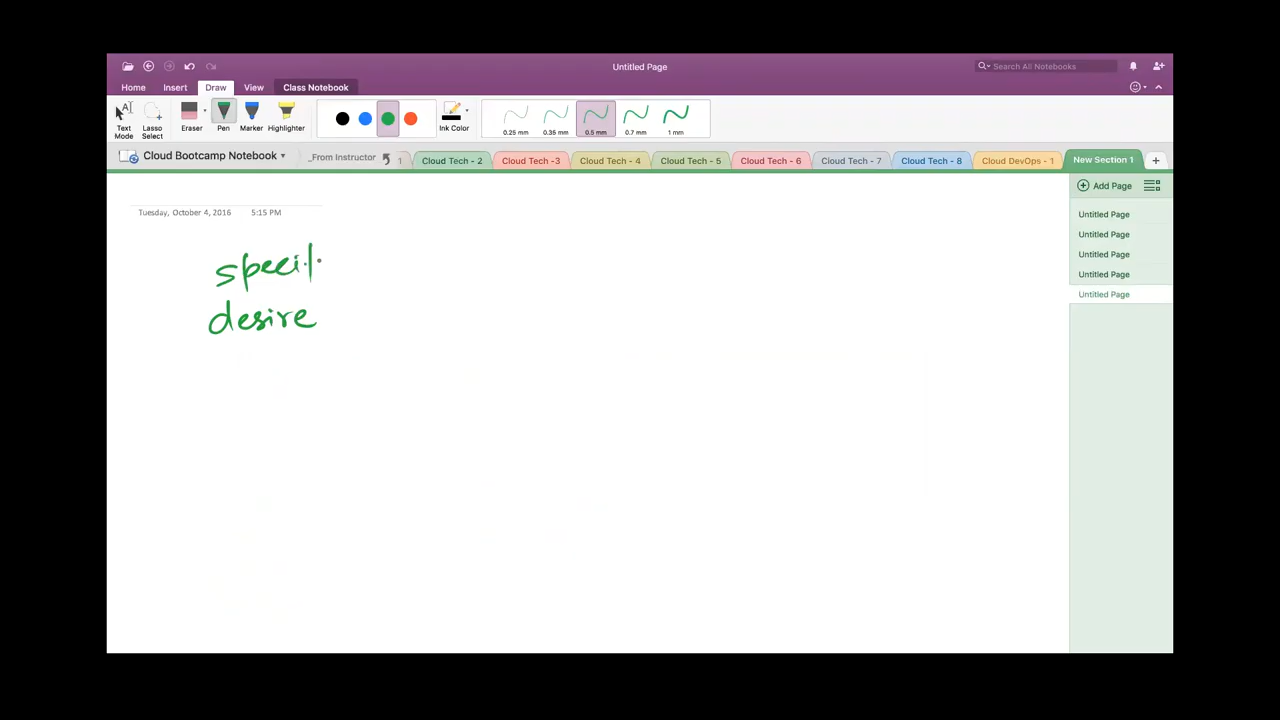 Untitled Page
Search All Notebooks
Home Insert Draw View Class Notebook
Text Mode
Lasso Select
Eraser
Pen
Marker
Highlighter
Ink Color
0.25 mm
0.35 mm
0.5 mm
0.7 mm
1 mm
Cloud Bootcamp Notebook
_From Instructor
1
Cloud Tech - 2
Cloud Tech -3
Cloud Tech - 4
Cloud Tech - 5
Cloud Tech - 6
Cloud Tech - 7
Cloud Tech - 8
Cloud DevOps - 1
New Section 1
Add Page
Tuesday, October 4, 2016 5:15 PM
Untitled Page
Untitled Page
Untitled Page
Untitled Page
Untitled Page
desire